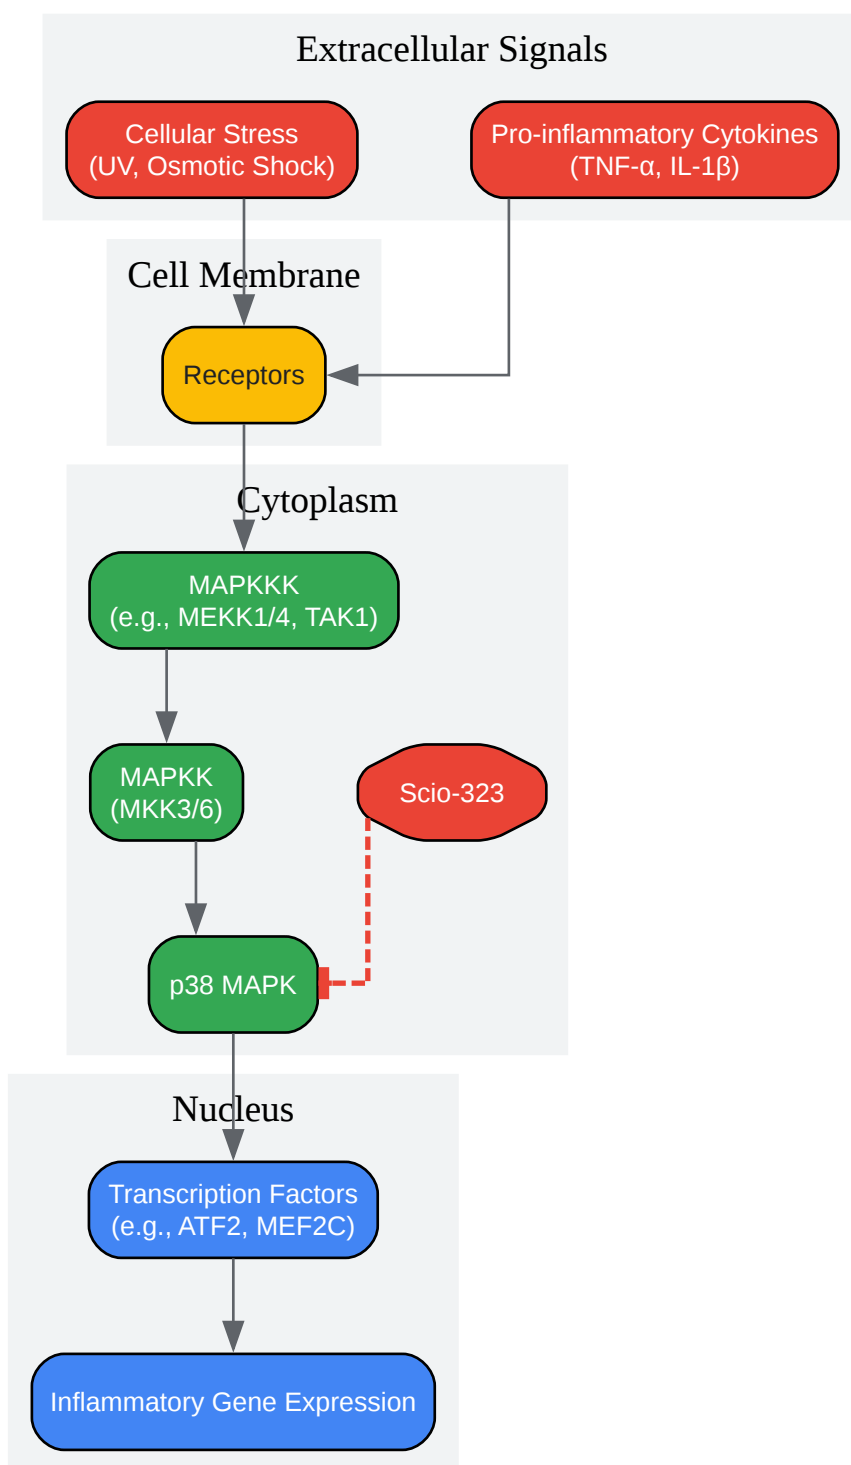 Extracellular Signals
Cellular Stress
(UV, Osmotic Shock)
Pro-inflammatory Cytokines
(TNF-α, IL-1β)
Cell Membrane
Receptors
Cytoplasm
MAPKKK
(e.g., MEKK1/4, TAK1)
MAPKK
(MKK3/6)
Scio-323
p38 MAPK
Nucleus
Transcription Factors
(e.g., ATF2, MEF2C)
Inflammatory Gene Expression